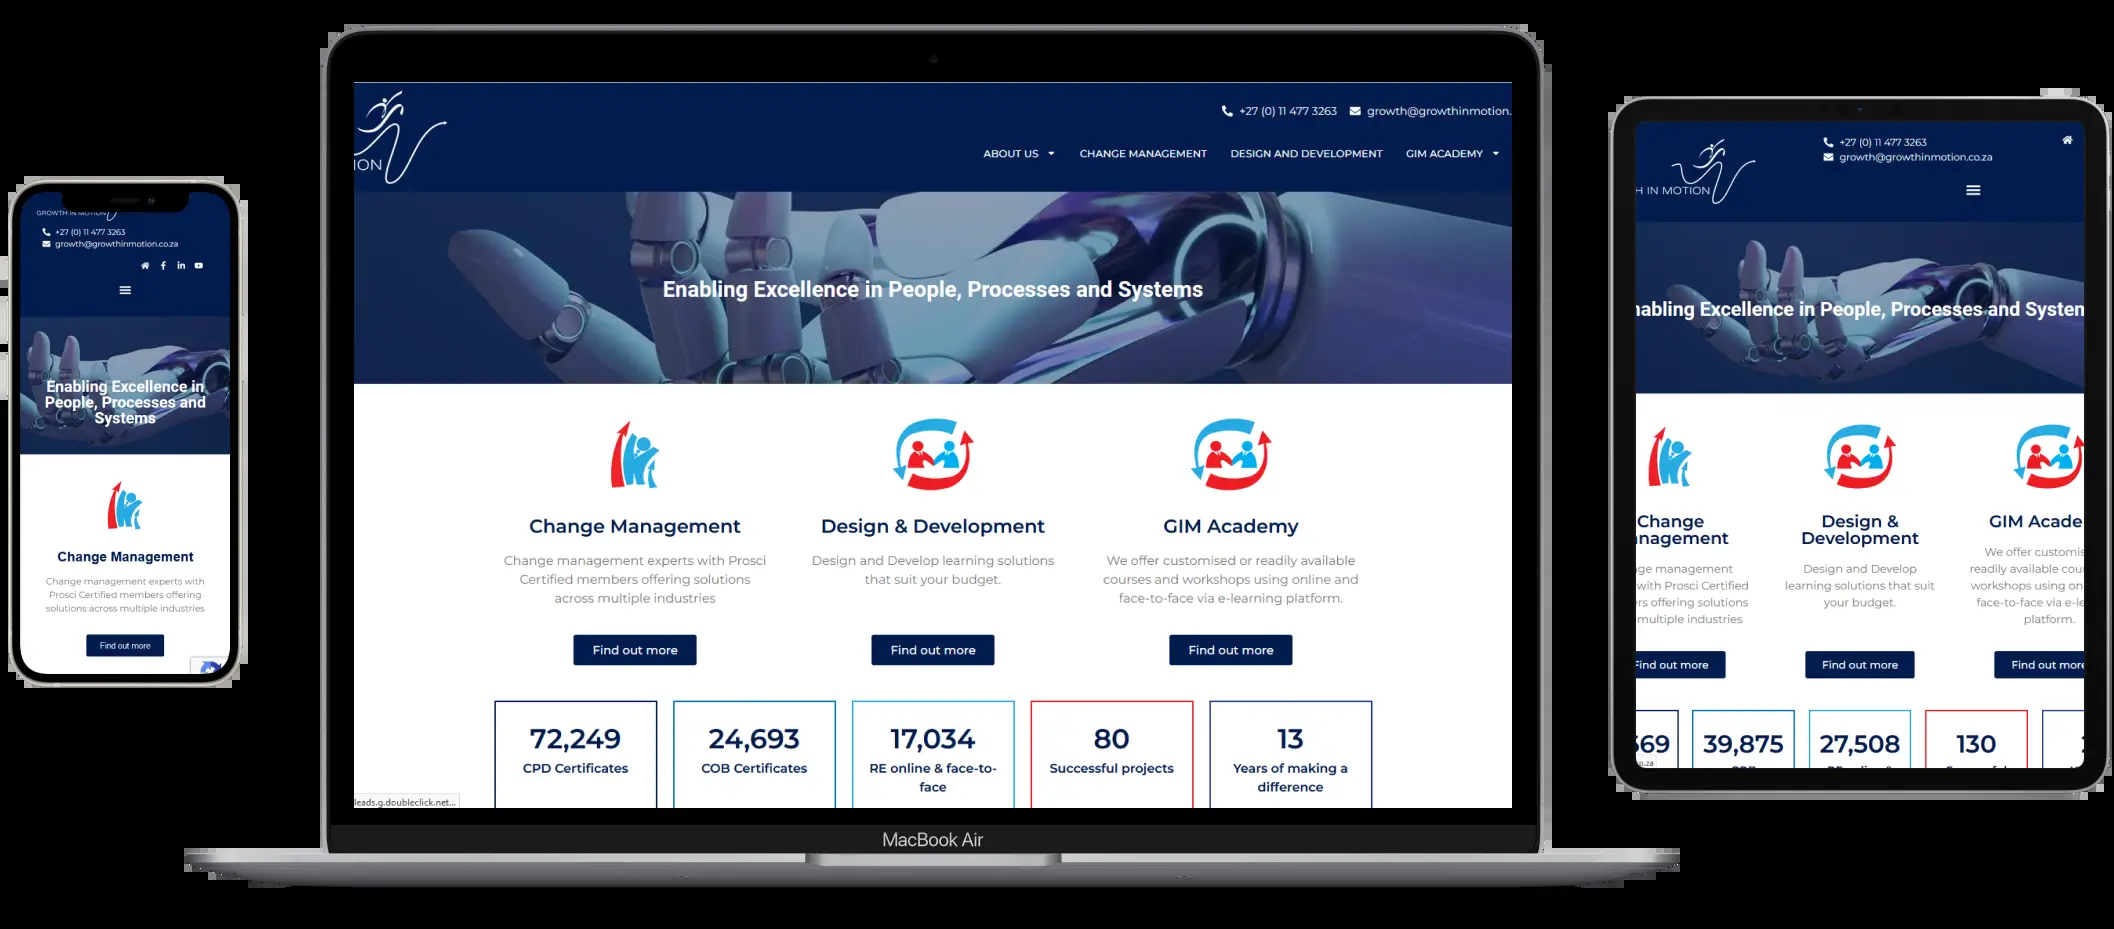 GROWTH IN MOTION
+27 (0) 11 477 3263
growth@growthinmotion.co.za
Enabling Excellence in
People, Processes and
Systems
Change Management
Change management experts with
Prosci Certified members offering
solutions across multiple industries
Find out more
ION
+27 (0) 11 477 3263
growth@growthinmotion.
ABOUT US
CHANGE MANAGEMENT
DESIGN AND DEVELOPMENT
GIM ACADEMY
Enabling Excellence in People, Processes and Systems
Change Management
Change management experts with Prosci
Certified members offering solutions
across multiple industries
Find out more
Design & Development
Design and Develop learning solutions
that suit your budget.
Find out more
GIM Academy
We offer customised or readily available
courses and workshops using online and
face-to-face via e-learning platform.
Find out more
72,249
CPD Certificates
24,693
COB Certificates
17,034
RE online & face-to-
face
80
Successful projects
13
Years of making a
difference
leads.g.doubleclick.net...
MacBook Air
H IN MOTION
+27 (0) 11 477 3263
growth@growthinmotion.co.za
nabling Excellence in People, Processes and System
Change
nagement
ge management
with Prosci Certified
rs offering solutions
multiple industries
Find out more
Design &
Development
Design and Develop
learning solutions that suit
your budget.
Find out more
GIM Acade
We offer customis
readily available cou
workshops using on
face-to-face via e-le
platform.
Find out more
569
39,875
27,508
130
co.za